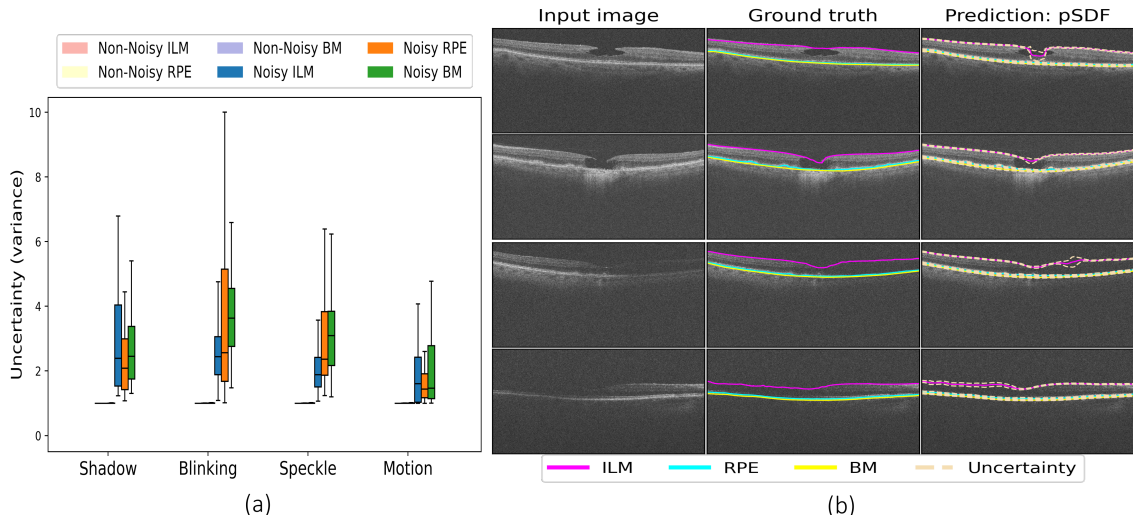 Non-Noisy ILM Non-Noisy BM Noisy RPE
Non-Noisy RPE Noisy ILM Noisy BM
Uncertainty (variance)
10
8
6
4
2
0
Shadow Blinking Speckle Motion
(a)
Input image Ground truth Prediction: pSDF
ILM RPE BM Uncertainty
(b)